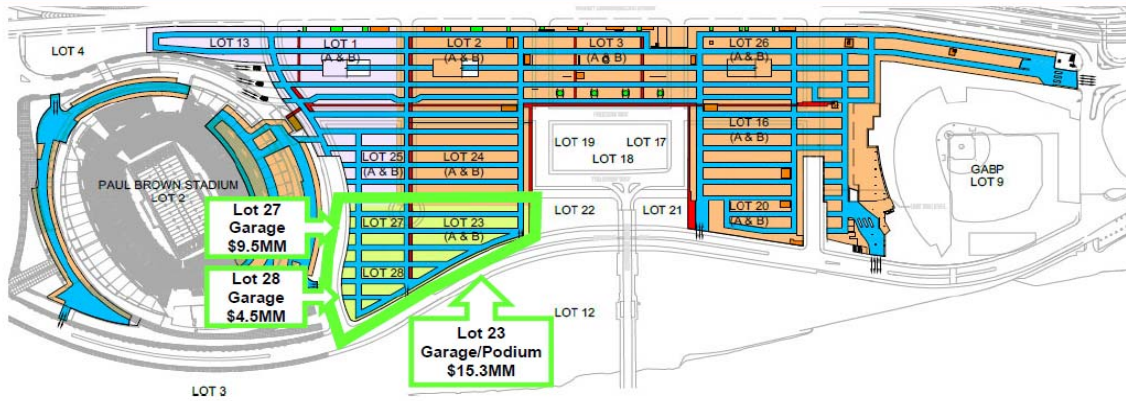 LOT 4
LOT 13
LOT 1
(A & B)
LOT 2
(A & B)
LOT 3
(A & B)
LOT 26
(A & B)
LOT 25
(A & B)
LOT 24
(A & B)
LOT 19
LOT 17
LOT 18
LOT 16
(A & B)
GABP
LOT 9
PAUL BROWN STADIUM
LOT 2
LOT 27
LOT 23
(A & B)
LOT 22
LOT 21
LOT 20
(A & B)
LOT 28
Lot 27
Garage
$9.5MM
Lot 28
Garage
$4.5MM
Lot 23
Garage/Podium
$15.3MM
LOT 12
LOT 3